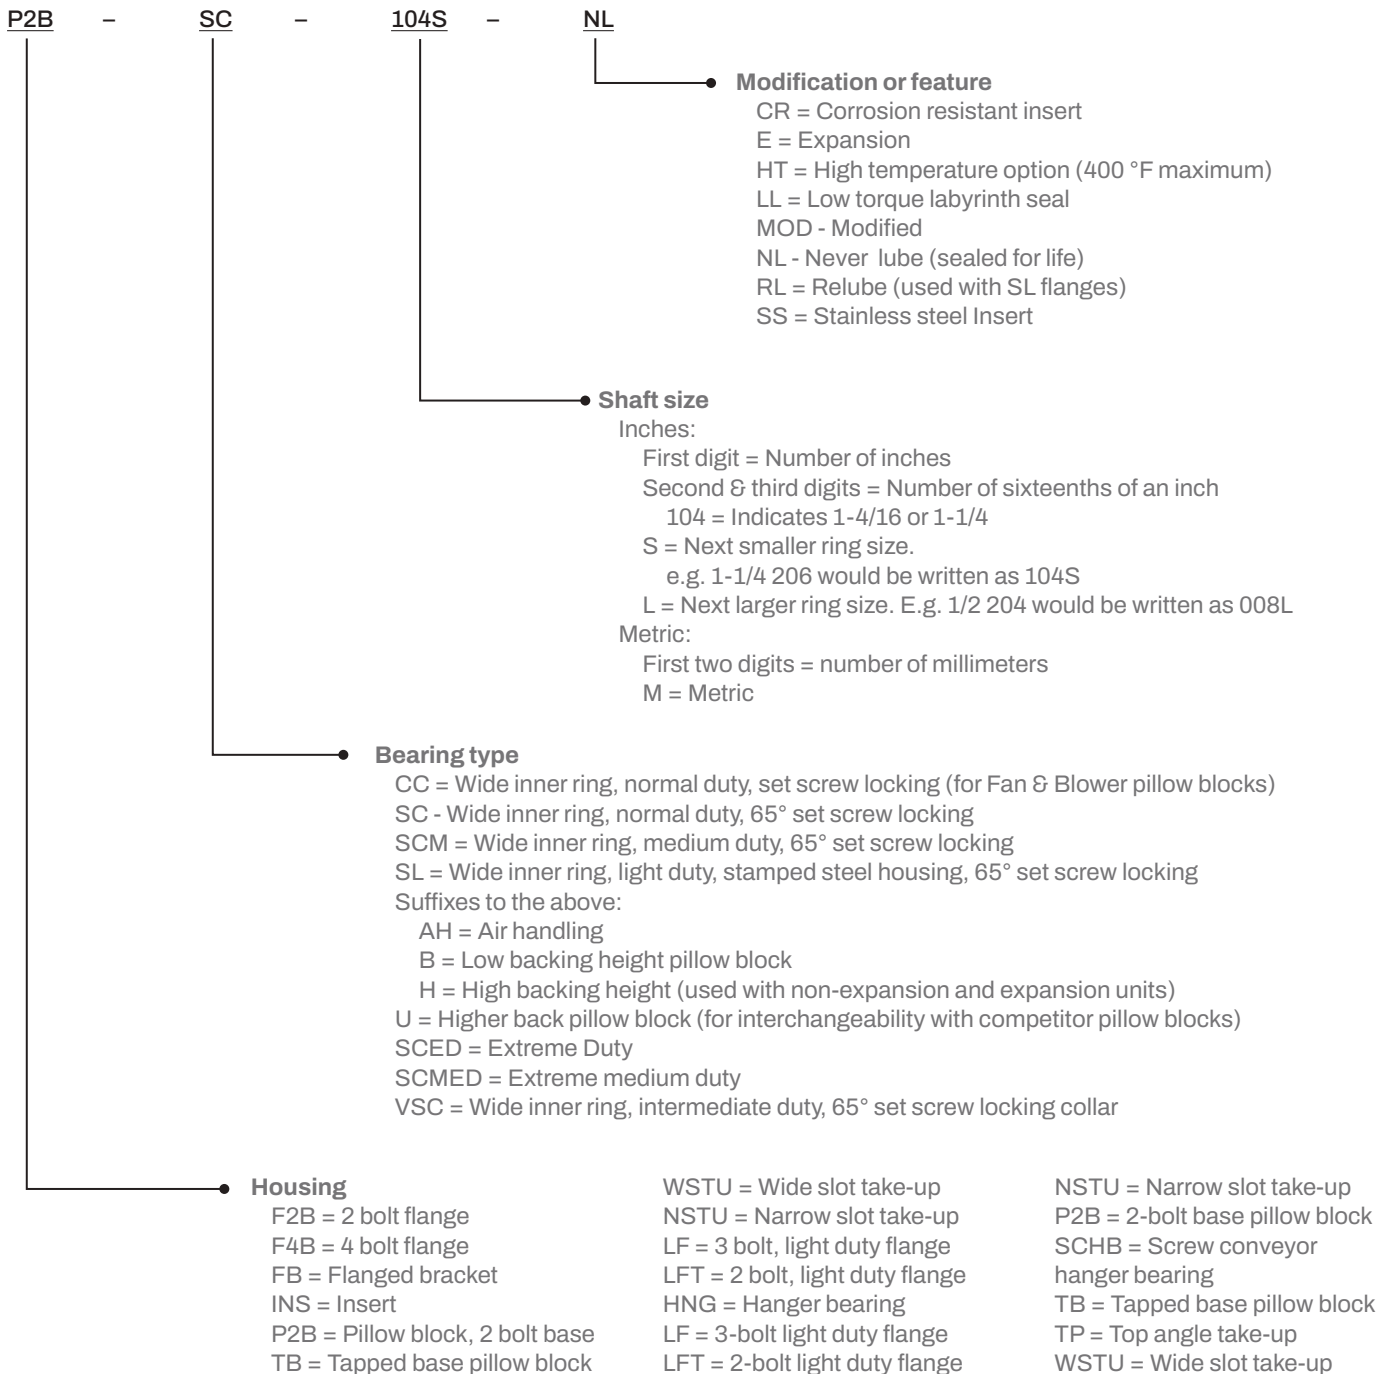 P2B – SC – 104S – NL
Modification or feature
CR = Corrosion resistant insert
E = Expansion
HT = High temperature option (400 °F maximum)
LL = Low torque labyrinth seal
MOD - Modified
NL - Never lube (sealed for life)
RL = Relube (used with SL flanges)
SS = Stainless steel Insert
Shaft size
Inches:
First digit = Number of inches
Second & third digits = Number of sixteenths of an inch
104 = Indicates 1-4/16 or 1-1/4
S = Next smaller ring size.
e.g. 1-1/4 206 would be written as 104S
L = Next larger ring size. E.g. 1/2 204 would be written as 008L
Metric:
First two digits = number of millimeters
M = Metric
Bearing type
CC = Wide inner ring, normal duty, set screw locking (for Fan & Blower pillow blocks)
SC - Wide inner ring, normal duty, 65° set screw locking
SCM = Wide inner ring, medium duty, 65° set screw locking
SL = Wide inner ring, light duty, stamped steel housing, 65° set screw locking
Suffixes to the above:
AH = Air handling
B = Low backing height pillow block
H = High backing height (used with non-expansion and expansion units)
U = Higher back pillow block (for interchangeability with competitor pillow blocks)
SCED = Extreme Duty
SCMED = Extreme medium duty
VSC = Wide inner ring, intermediate duty, 65° set screw locking collar
Housing
F2B = 2 bolt flange
F4B = 4 bolt flange
FB = Flanged bracket
INS = Insert
P2B = Pillow block, 2 bolt base
TB = Tapped base pillow block
WSTU = Wide slot take-up
NSTU = Narrow slot take-up
LF = 3 bolt, light duty flange
LFT = 2 bolt, light duty flange
HNG = Hanger bearing
LF = 3-bolt light duty flange
LFT = 2-bolt light duty flange
NSTU = Narrow slot take-up
P2B = 2-bolt base pillow block
SCHB = Screw conveyor
hanger bearing
TB = Tapped base pillow block
TP = Top angle take-up
WSTU = Wide slot take-up